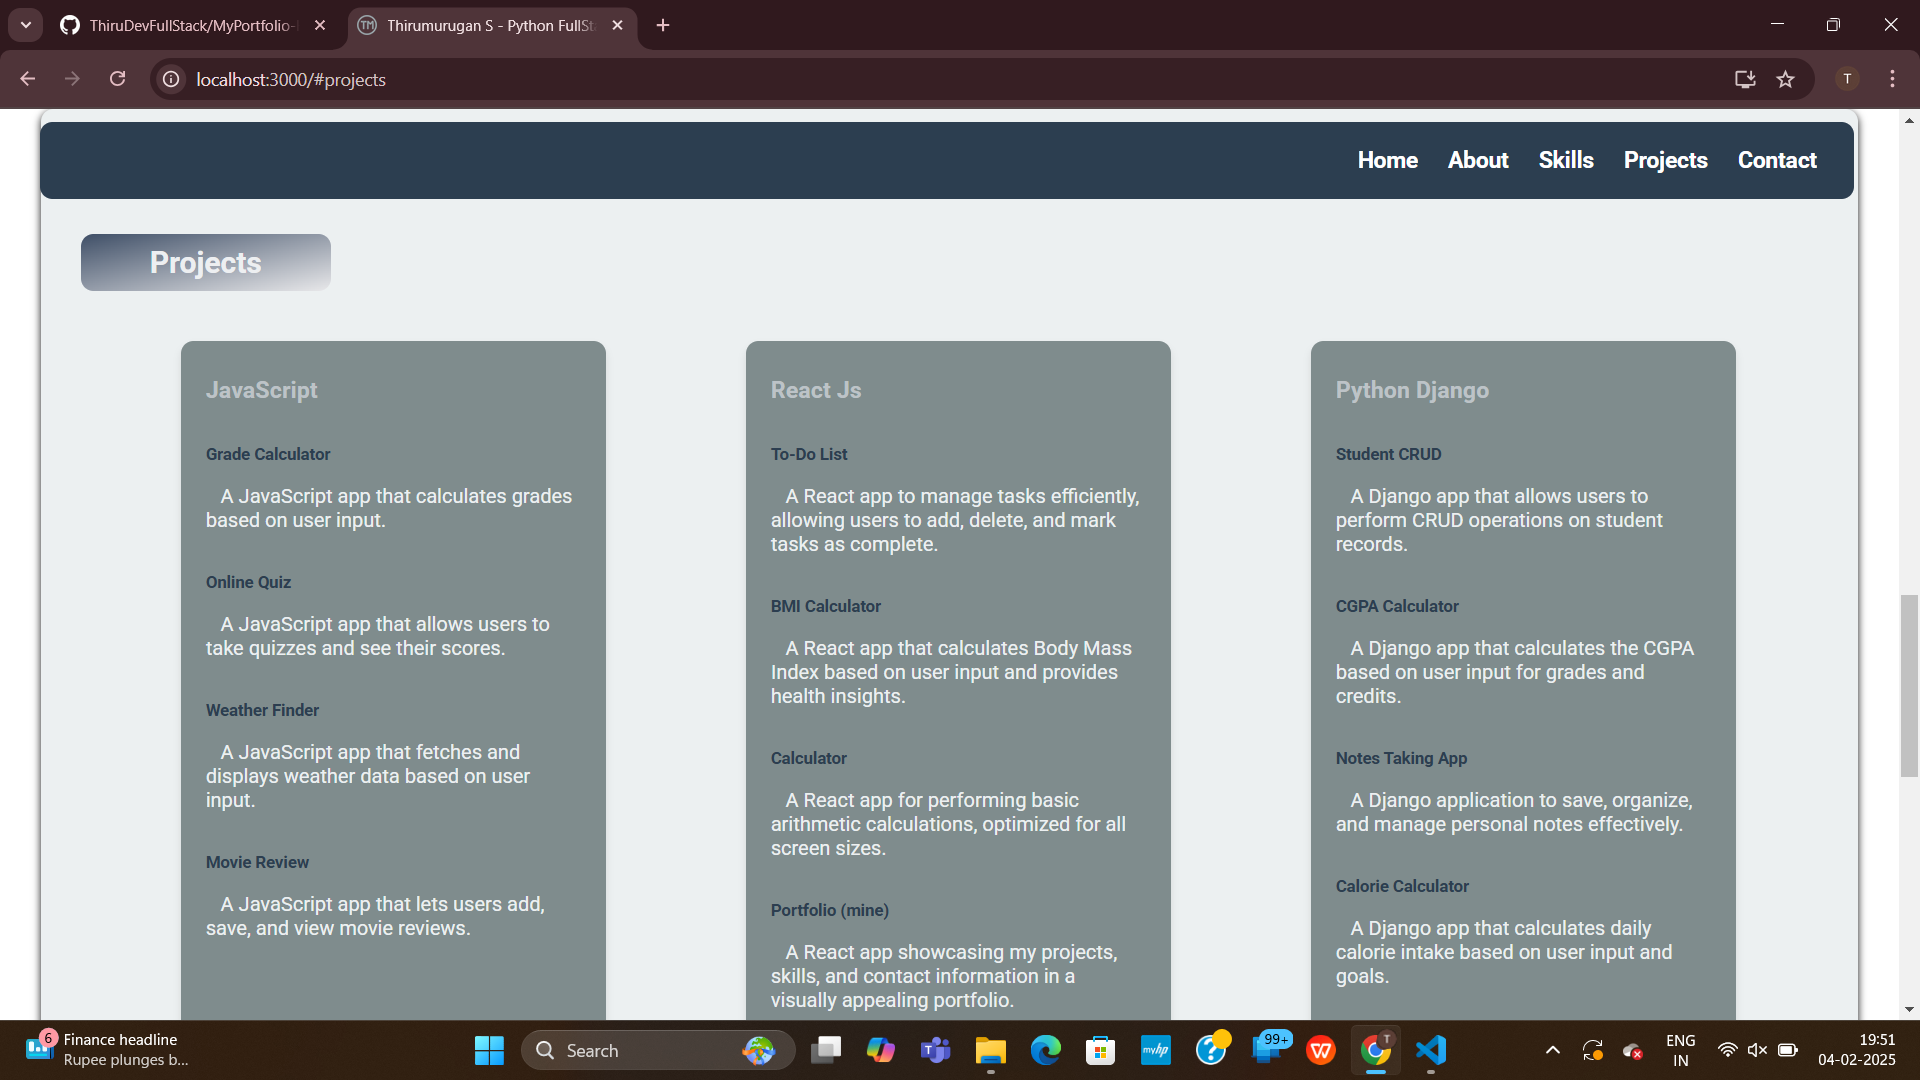 ThiruDevFullStack/MyPortfolio-
Thirumurugan S - Python FullSt
localhost:3000/#projects
T
Home About Skills Projects Contact
Projects
JavaScript
Grade Calculator
A JavaScript app that calculates grades
based on user input.
Online Quiz
A JavaScript app that allows users to
take quizzes and see their scores.
Weather Finder
A JavaScript app that fetches and
displays weather data based on user
input.
Movie Review
A JavaScript app that lets users add,
save, and view movie reviews.
React Js
To-Do List
A React app to manage tasks efficiently,
allowing users to add, delete, and mark
tasks as complete.
BMI Calculator
A React app that calculates Body Mass
Index based on user input and provides
health insights.
Calculator
A React app for performing basic
arithmetic calculations, optimized for all
screen sizes.
Portfolio (mine)
A React app showcasing my projects,
skills, and contact information in a
visually appealing portfolio.
Python Django
Student CRUD
A Django app that allows users to
perform CRUD operations on student
records.
CGPA Calculator
A Django app that calculates the CGPA
based on user input for grades and
credits.
Notes Taking App
A Django application to save, organize,
and manage personal notes effectively.
Calorie Calculator
A Django app that calculates daily
calorie intake based on user input and
goals.
6
Finance headline
Rupee plunges b...
Search
myhp
99+
T
ENG
IN
19:51
04-02-2025